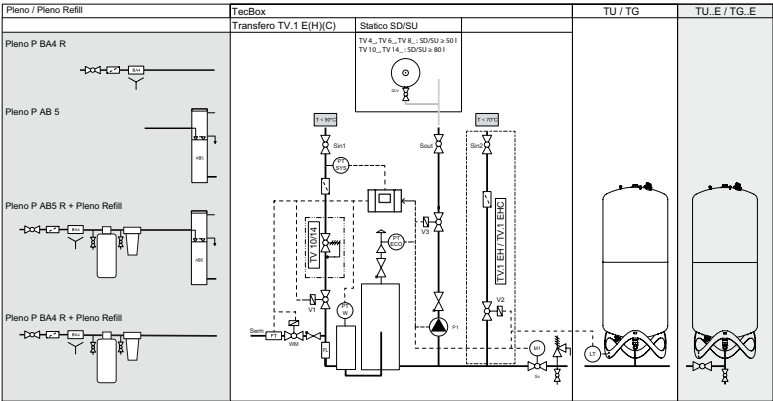 Pleno / Pleno Refill
TecBox
TU / TG
TU..E / TG..E
Transfero TV.1 E(H)(C)
Statico SD/SU
TV 4_, TV 6_, TV 8_ : SD/SU ≥ 50 l
TV 10_, TV 14_ : SD/SU ≥ 80 l
Pleno P BA4 R
BA4
Pleno P AB 5
AB5
Pleno P AB5 R + Pleno Refill
BA4
AB5
Pleno P BA4 R + Pleno Refill
BA4
SLV
T < 90°C
T < 70°C
Sin1
Sout
Sin2
PT
SYS
TV 10/14
PT
ECO
V3
TV.1 EH / TV.1 EHC
V1
PT
W
V2
Swm
FT
WM
FL
P1
M1
Sv
LT